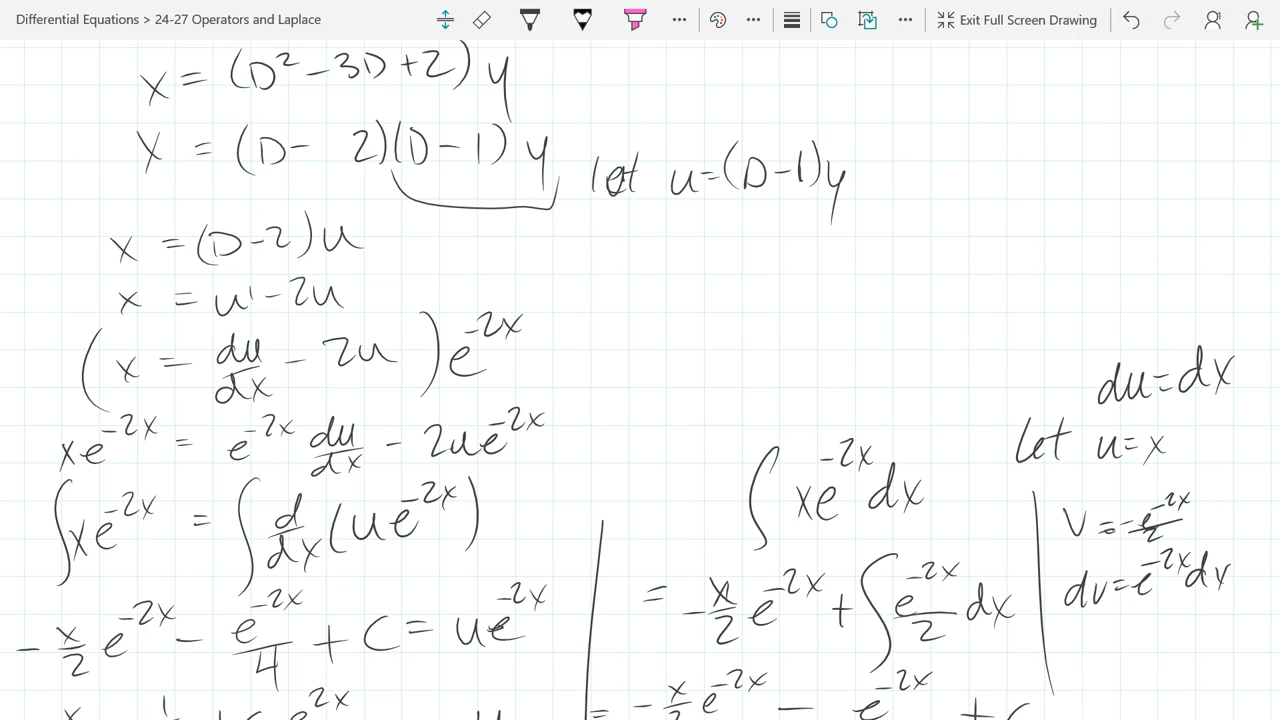 Differential Equations > 24-27 Operators and Laplace
Exit Full Screen Drawing
x = (D² - 3D + 2) y
x = (D - 2)(D - 1) y let u = (D-1)y
x = (D-2)u
x = u' - 2u
(x = du/dx - 2u) e^{-2x}
du = dx
xe^{-2x} = e^{-2x} du/dx - 2ue^{-2x}
let u = x
∫ xe^{-2x} = ∫ d/dx (ue^{-2x})
∫ xe^{-2x} dx
v = -e^{-2x}/2
dv = e^{-2x} dx
-x/2 e^{-2x} - e^{-2x}/4 + C = ue^{-2x}
= -x/2 e^{-2x} + ∫ e^{-2x}/2 dx
= -x/2 e^{-2x} - e^{-2x} + C